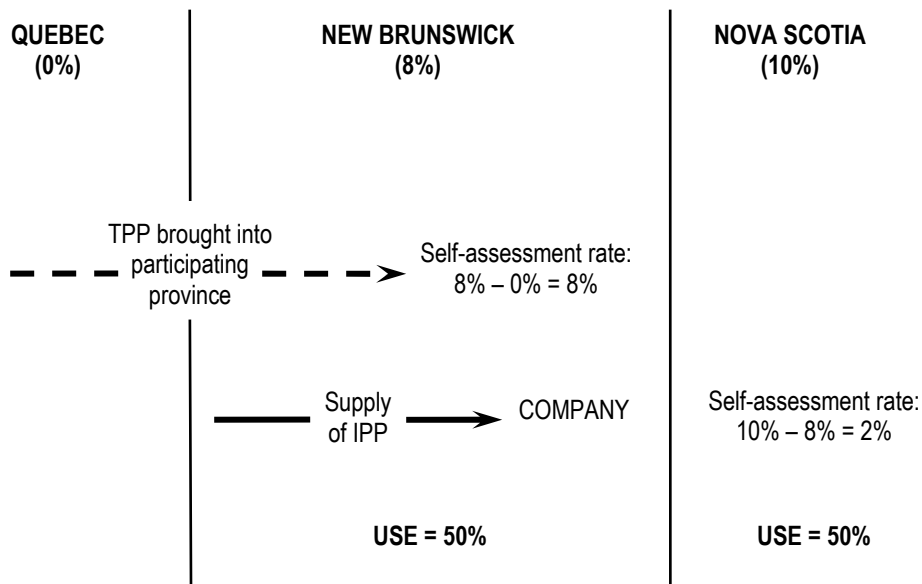 QUEBEC
(0%)
NEW BRUNSWICK
(8%)
NOVA SCOTIA
(10%)
TPP brought into
participating
province
Self-assessment rate:
8% – 0% = 8%
Supply
of IPP
COMPANY
Self-assessment rate:
10% – 8% = 2%
USE = 50%
USE = 50%